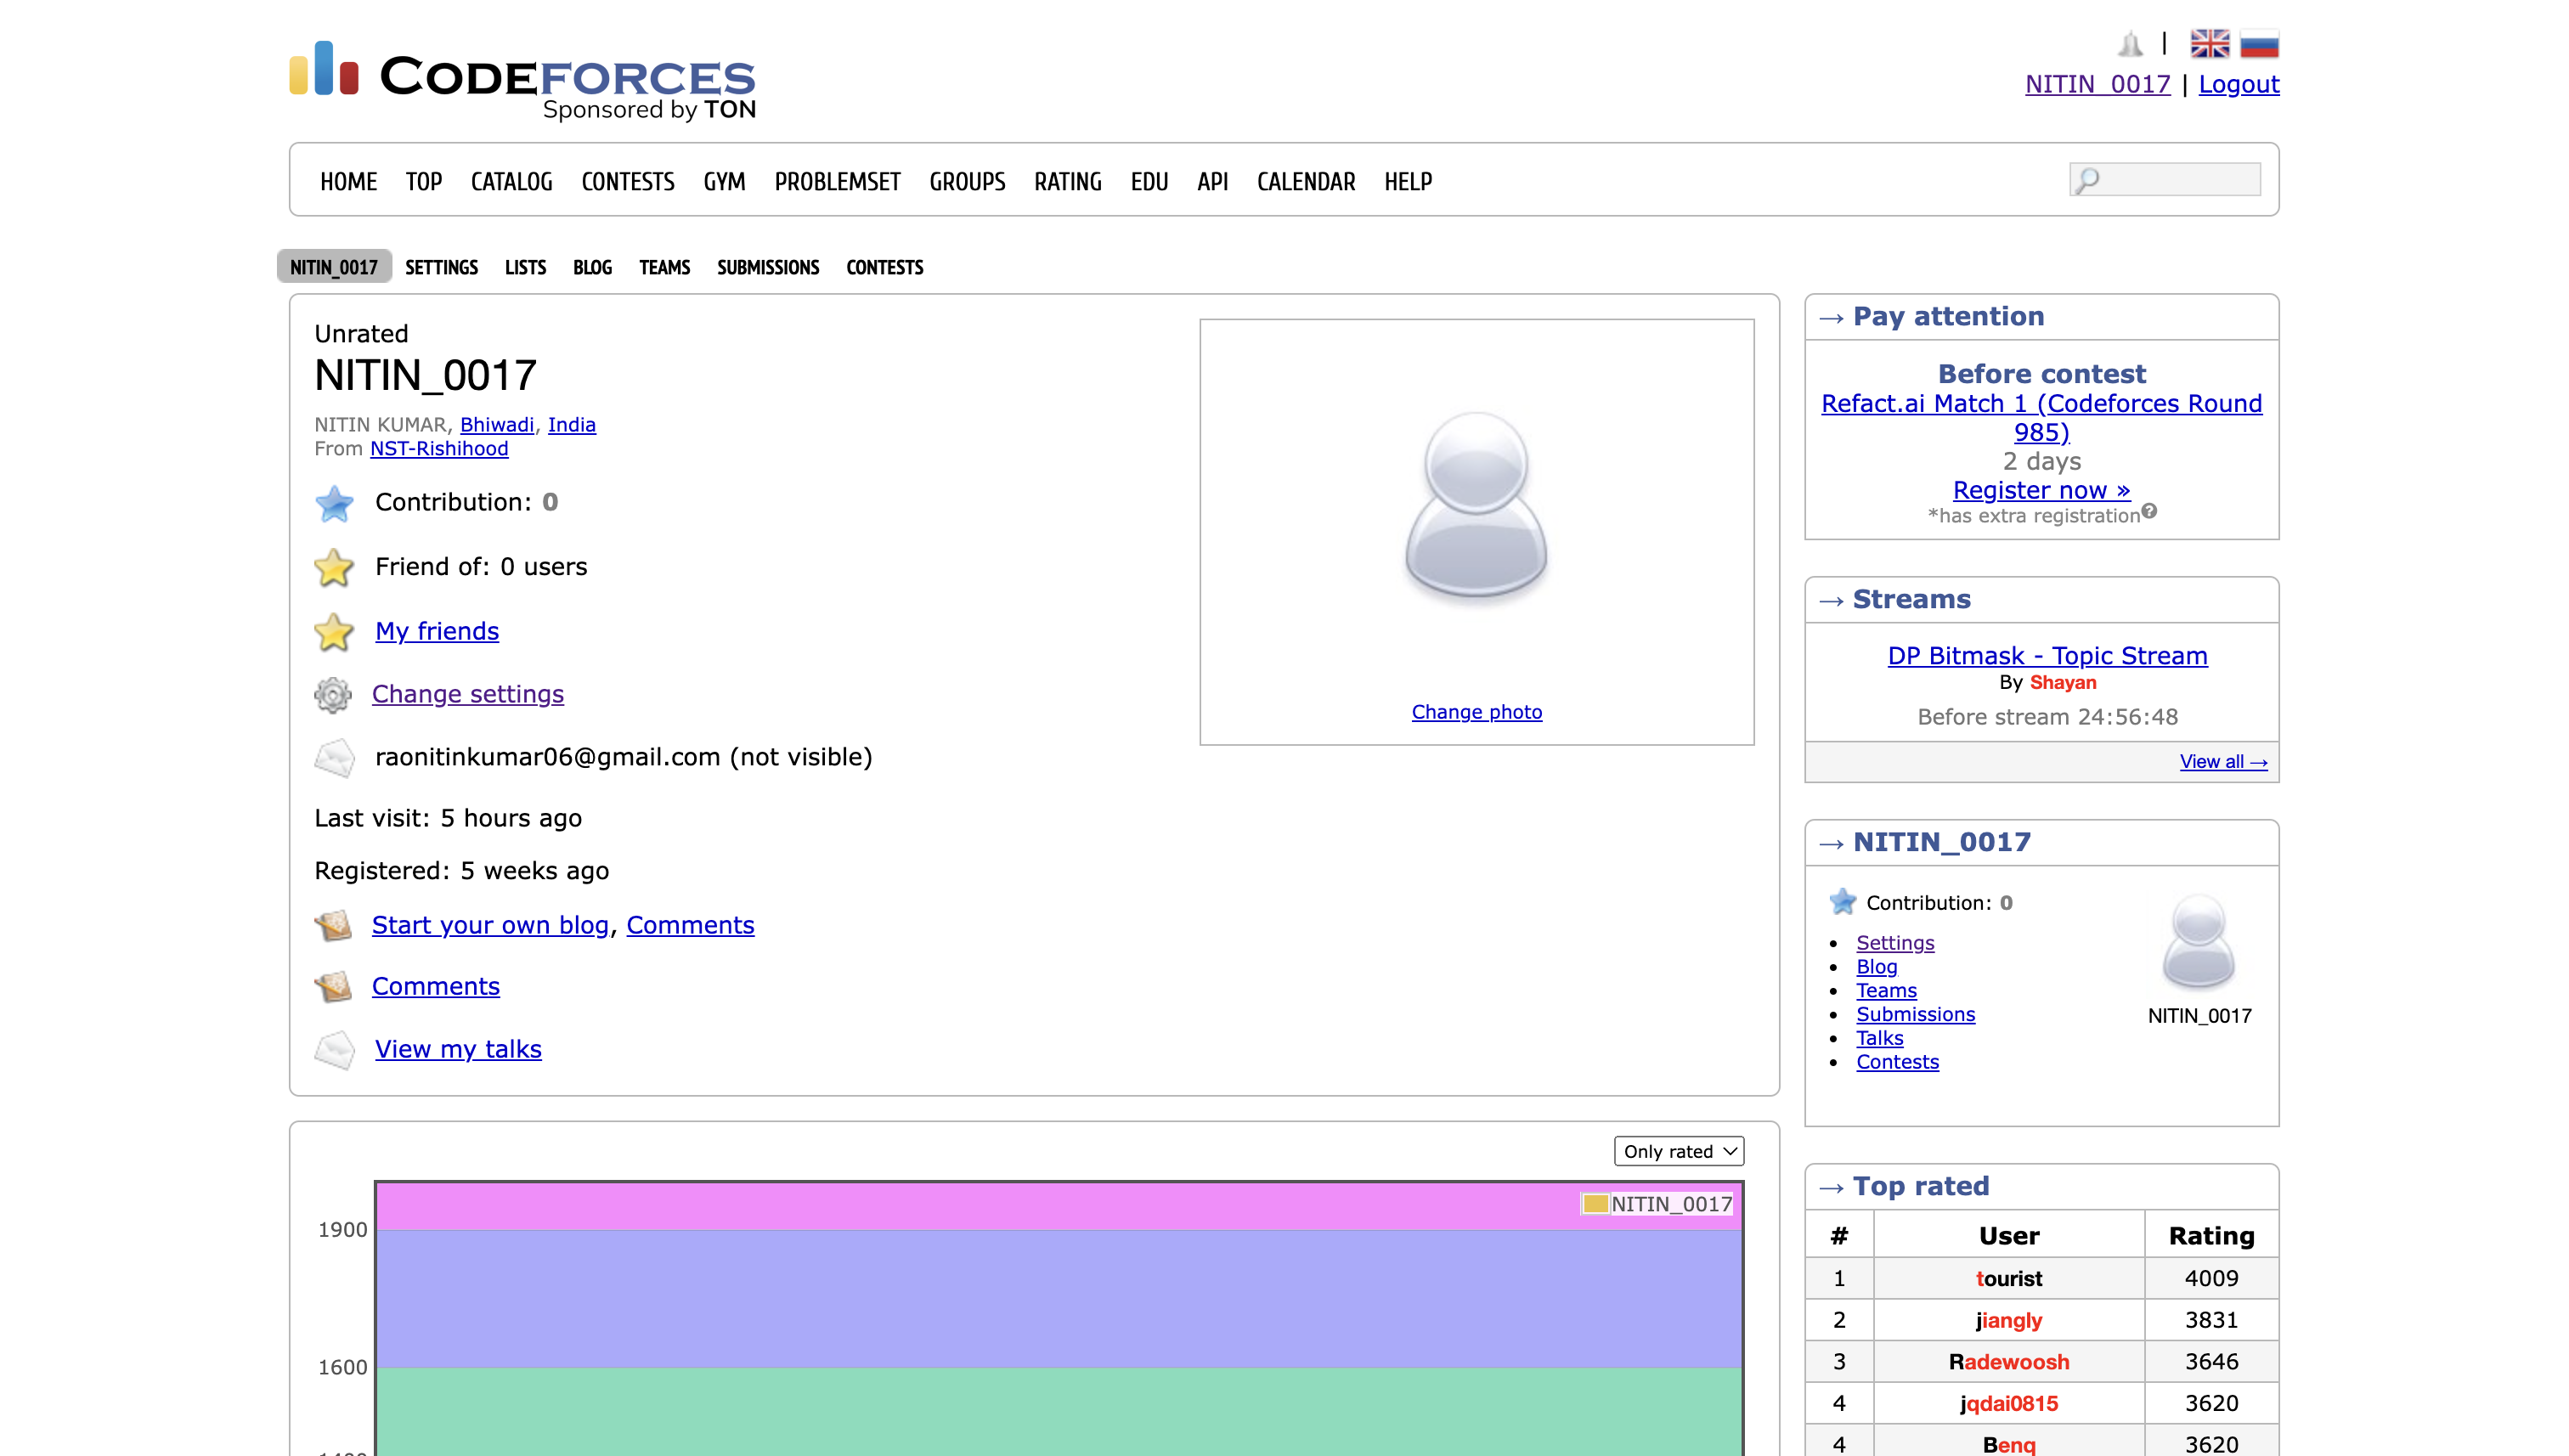 CODEFORCES
Sponsored by TON
NITIN_0017 | Logout
HOME TOP CATALOG CONTESTS GYM PROBLEMSET GROUPS RATING EDU API CALENDAR HELP
NITIN_0017 SETTINGS LISTS BLOG TEAMS SUBMISSIONS CONTESTS
Unrated
NITIN_0017
NITIN KUMAR, Bhiwadi, India
From NST-Rishihood
Contribution: 0
Friend of: 0 users
My friends
Change settings
raonitinkumar06@gmail.com (not visible)
Last visit: 5 hours ago
Registered: 5 weeks ago
Start your own blog, Comments
Comments
View my talks
Change photo
Only rated
NITIN_0017
1900
1600
→ Pay attention
Before contest
Refact.ai Match 1 (Codeforces Round
985)
2 days
Register now »
*has extra registration?
→ Streams
DP Bitmask - Topic Stream
By Shayan
Before stream 24:56:48
View all →
→ NITIN_0017
Contribution: 0
Settings
Blog
Teams
Submissions
Talks
Contests
NITIN_0017
→ Top rated
# User Rating
1 tourist 4009
2 jiangly 3831
3 Radewoosh 3646
4 jqdai0815 3620
4 Benq 3620